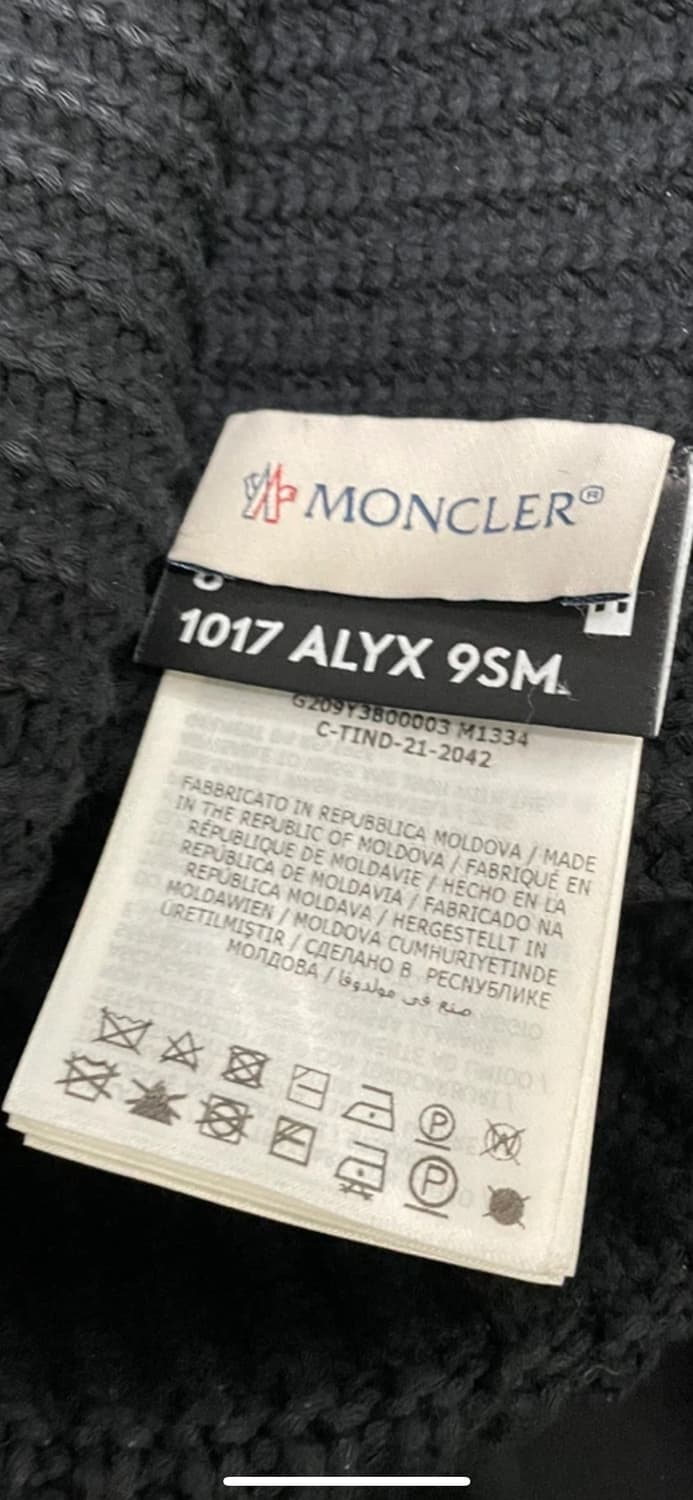 MONCLER®
1017 ALYX 9SM
G209Y3B00003 M1334
C-TIND-21-2042
FABBRICATO IN REPUBBLICA MOLDOVA / MADE
IN THE REPUBLIC OF MOLDOVA / FABRIQUÉ EN
RÉPUBLIQUE DE MOLDAVIE / HECHO EN LA
REPÚBLICA DE MOLDAVIA / FABRICADO NA
REPÚBLICA MOLDAVA / HERGESTELLT IN
MOLDAWIEN / MOLDOVA CUMHURIYETINDE
ÜRETILMIŞTIR / СДЕЛАНО В РЕСПУБЛИКЕ
МОЛДОВА / صنع في مولدوفا
P W
P